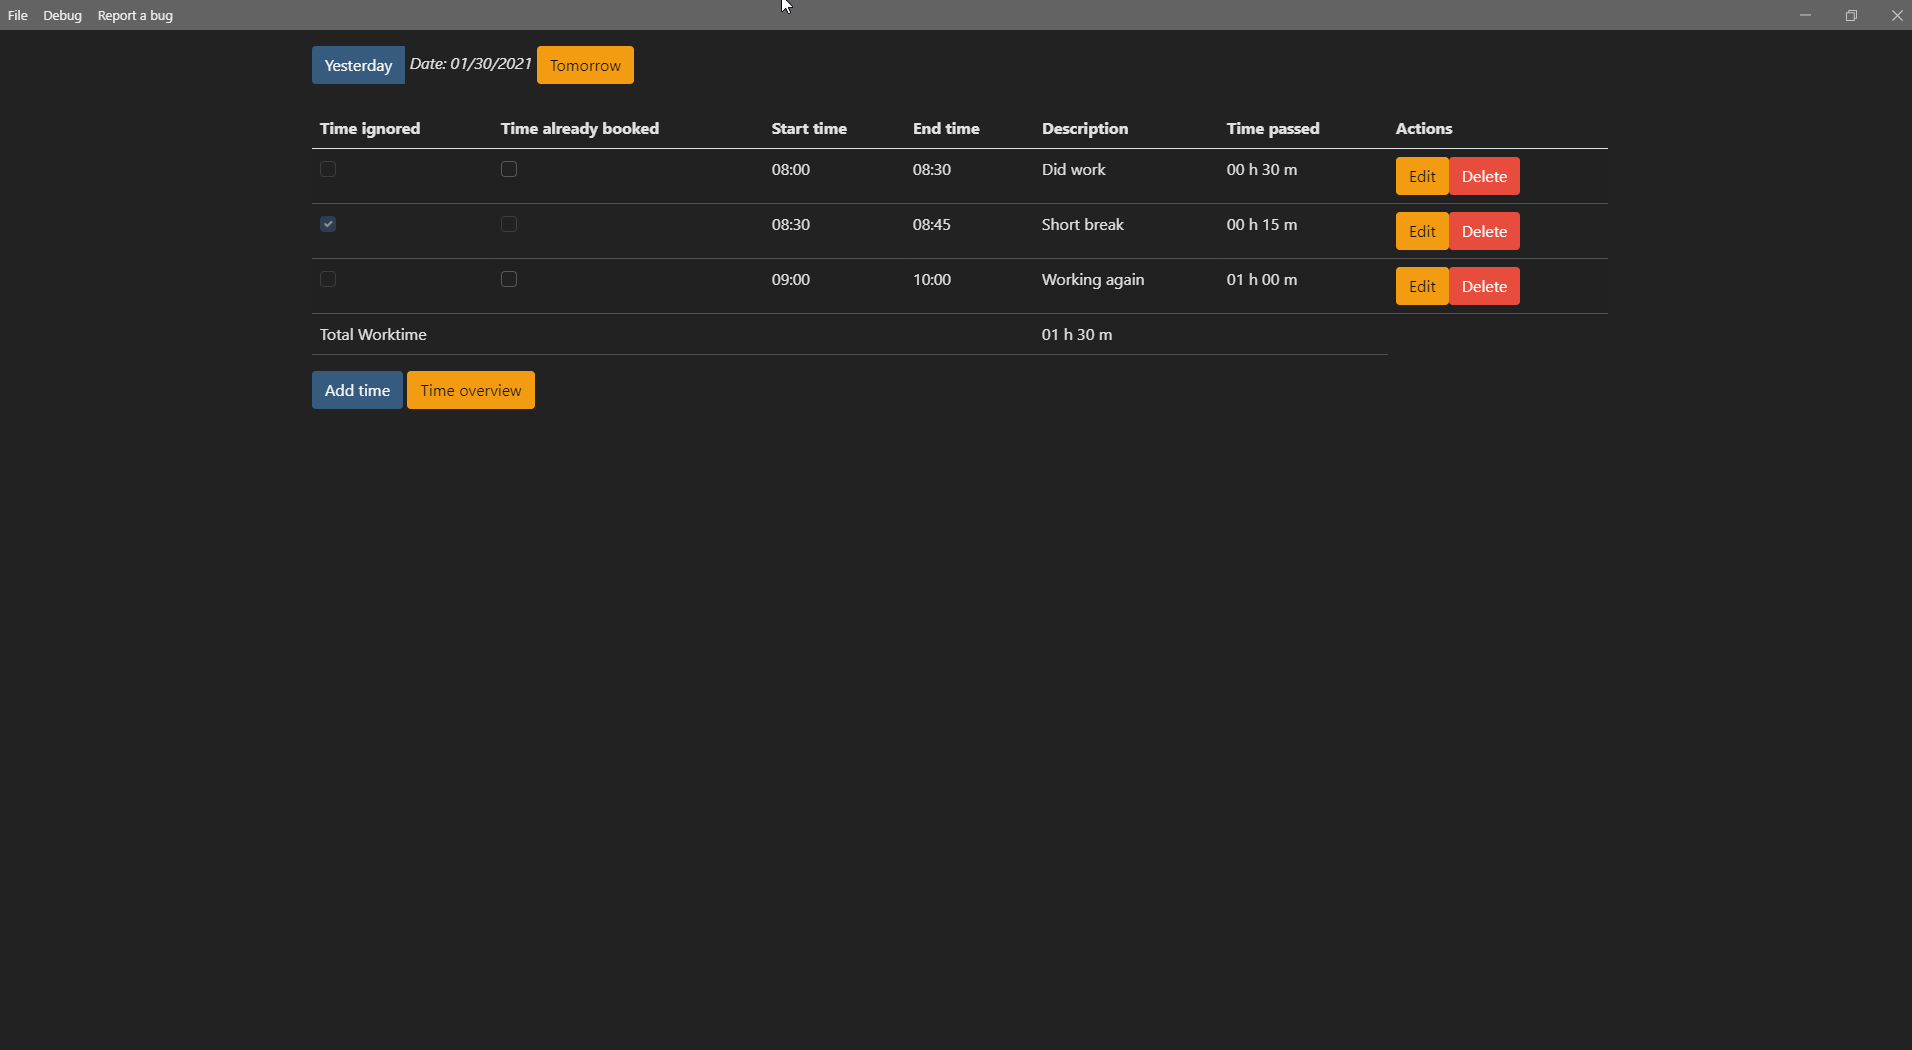 File Debug Report a bug
Yesterday Date: 01/30/2021 Tomorrow
Time ignored Time already booked Start time End time Description Time passed Actions
08:00 08:30 Did work 00 h 30 m Edit Delete
08:30 08:45 Short break 00 h 15 m Edit Delete
09:00 10:00 Working again 01 h 00 m Edit Delete
Total Worktime 01 h 30 m
Add time Time overview